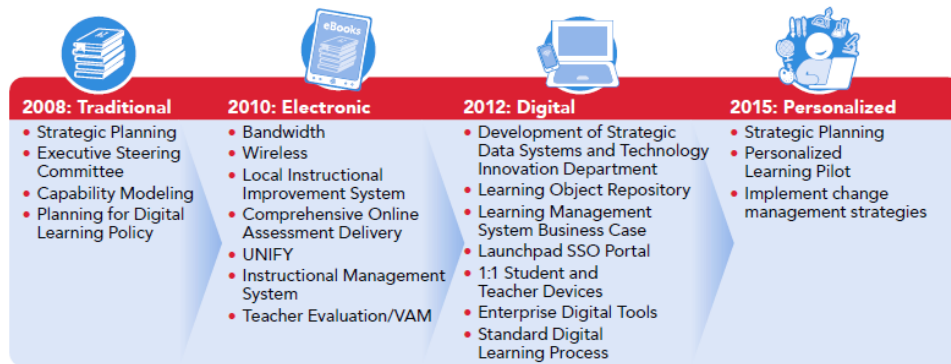 eBooks
2008: Traditional
• Strategic Planning
• Executive Steering
Committee
• Capability Modeling
• Planning for Digital
Learning Policy
2010: Electronic
• Bandwidth
• Wireless
• Local Instructional
Improvement System
• Comprehensive Online
Assessment Delivery
• UNIFY
• Instructional Management
System
• Teacher Evaluation/VAM
2012: Digital
• Development of Strategic
Data Systems and Technology
Innovation Department
• Learning Object Repository
• Learning Management
System Business Case
• Launchpad SSO Portal
• 1:1 Student and
Teacher Devices
• Enterprise Digital Tools
• Standard Digital
Learning Process
2015: Personalized
• Strategic Planning
• Personalized
Learning Pilot
• Implement change
management strategies